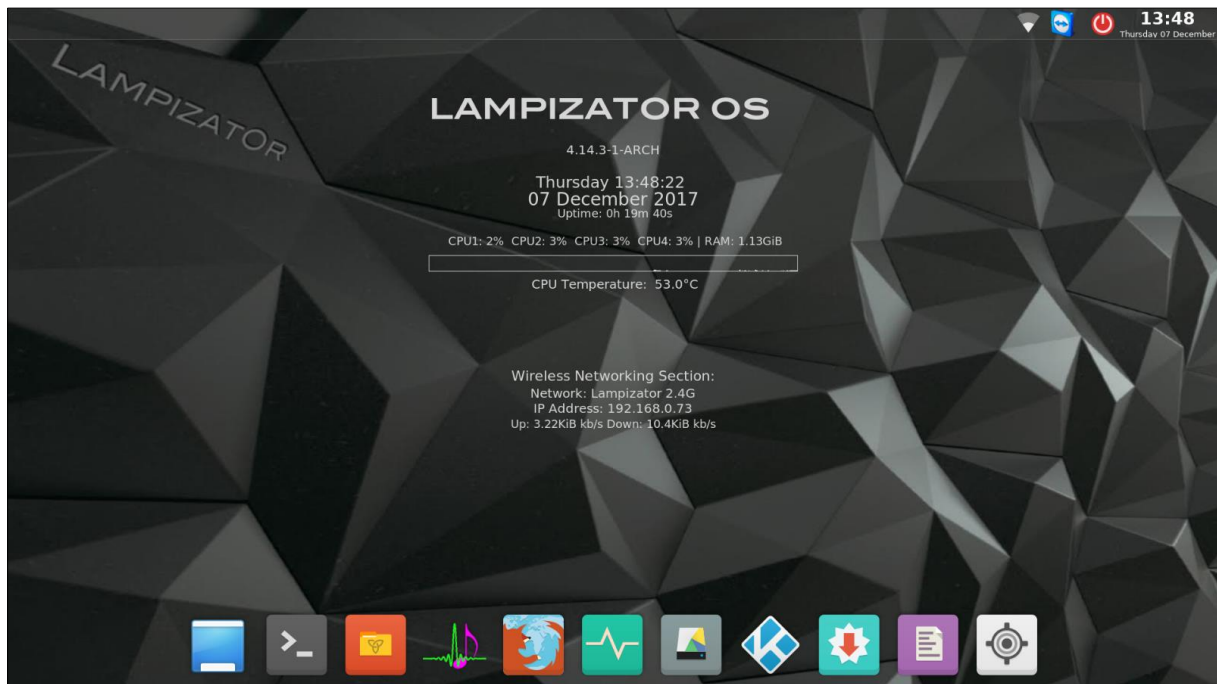 13:48
Thursday 07 December
LAMPIZATOR
LAMPIZATOR OS
4.14.3-1-ARCH
Thursday 13:48:22
07 December 2017
Uptime: 0h 19m 40s
CPU1: 2% CPU2: 3% CPU3: 3% CPU4: 3% | RAM: 1.13GiB
CPU Temperature: 53.0°C
Wireless Networking Section:
Network: Lampizator 2.4G
IP Address: 192.168.0.73
Up: 3.22KiB kb/s Down: 10.4KiB kb/s